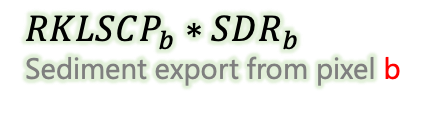 RKLSCP_b * SDR_b
Sediment export from pixel b